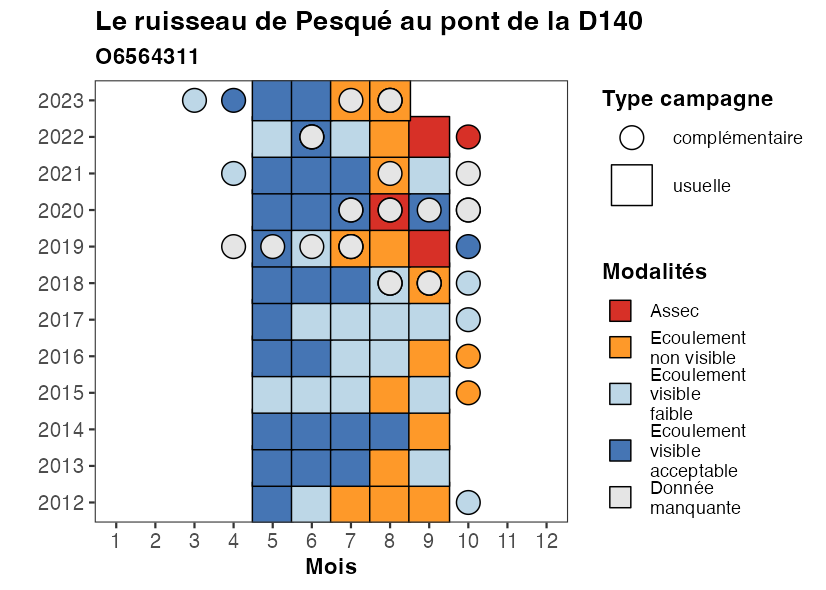 Le ruisseau de Pesqué au pont de la D140
O6564311
2023
2022
2021
2020
2019
2018
2017
2016
2015
2014
2013
2012
1 2 3 4 5 6 7 8 9 10 11 12
Mois
Type campagne
complémentaire
usuelle
Modalités
Assec
Ecoulement
non visible
Ecoulement
visible
faible
Ecoulement
visible
acceptable
Donnée
manquante